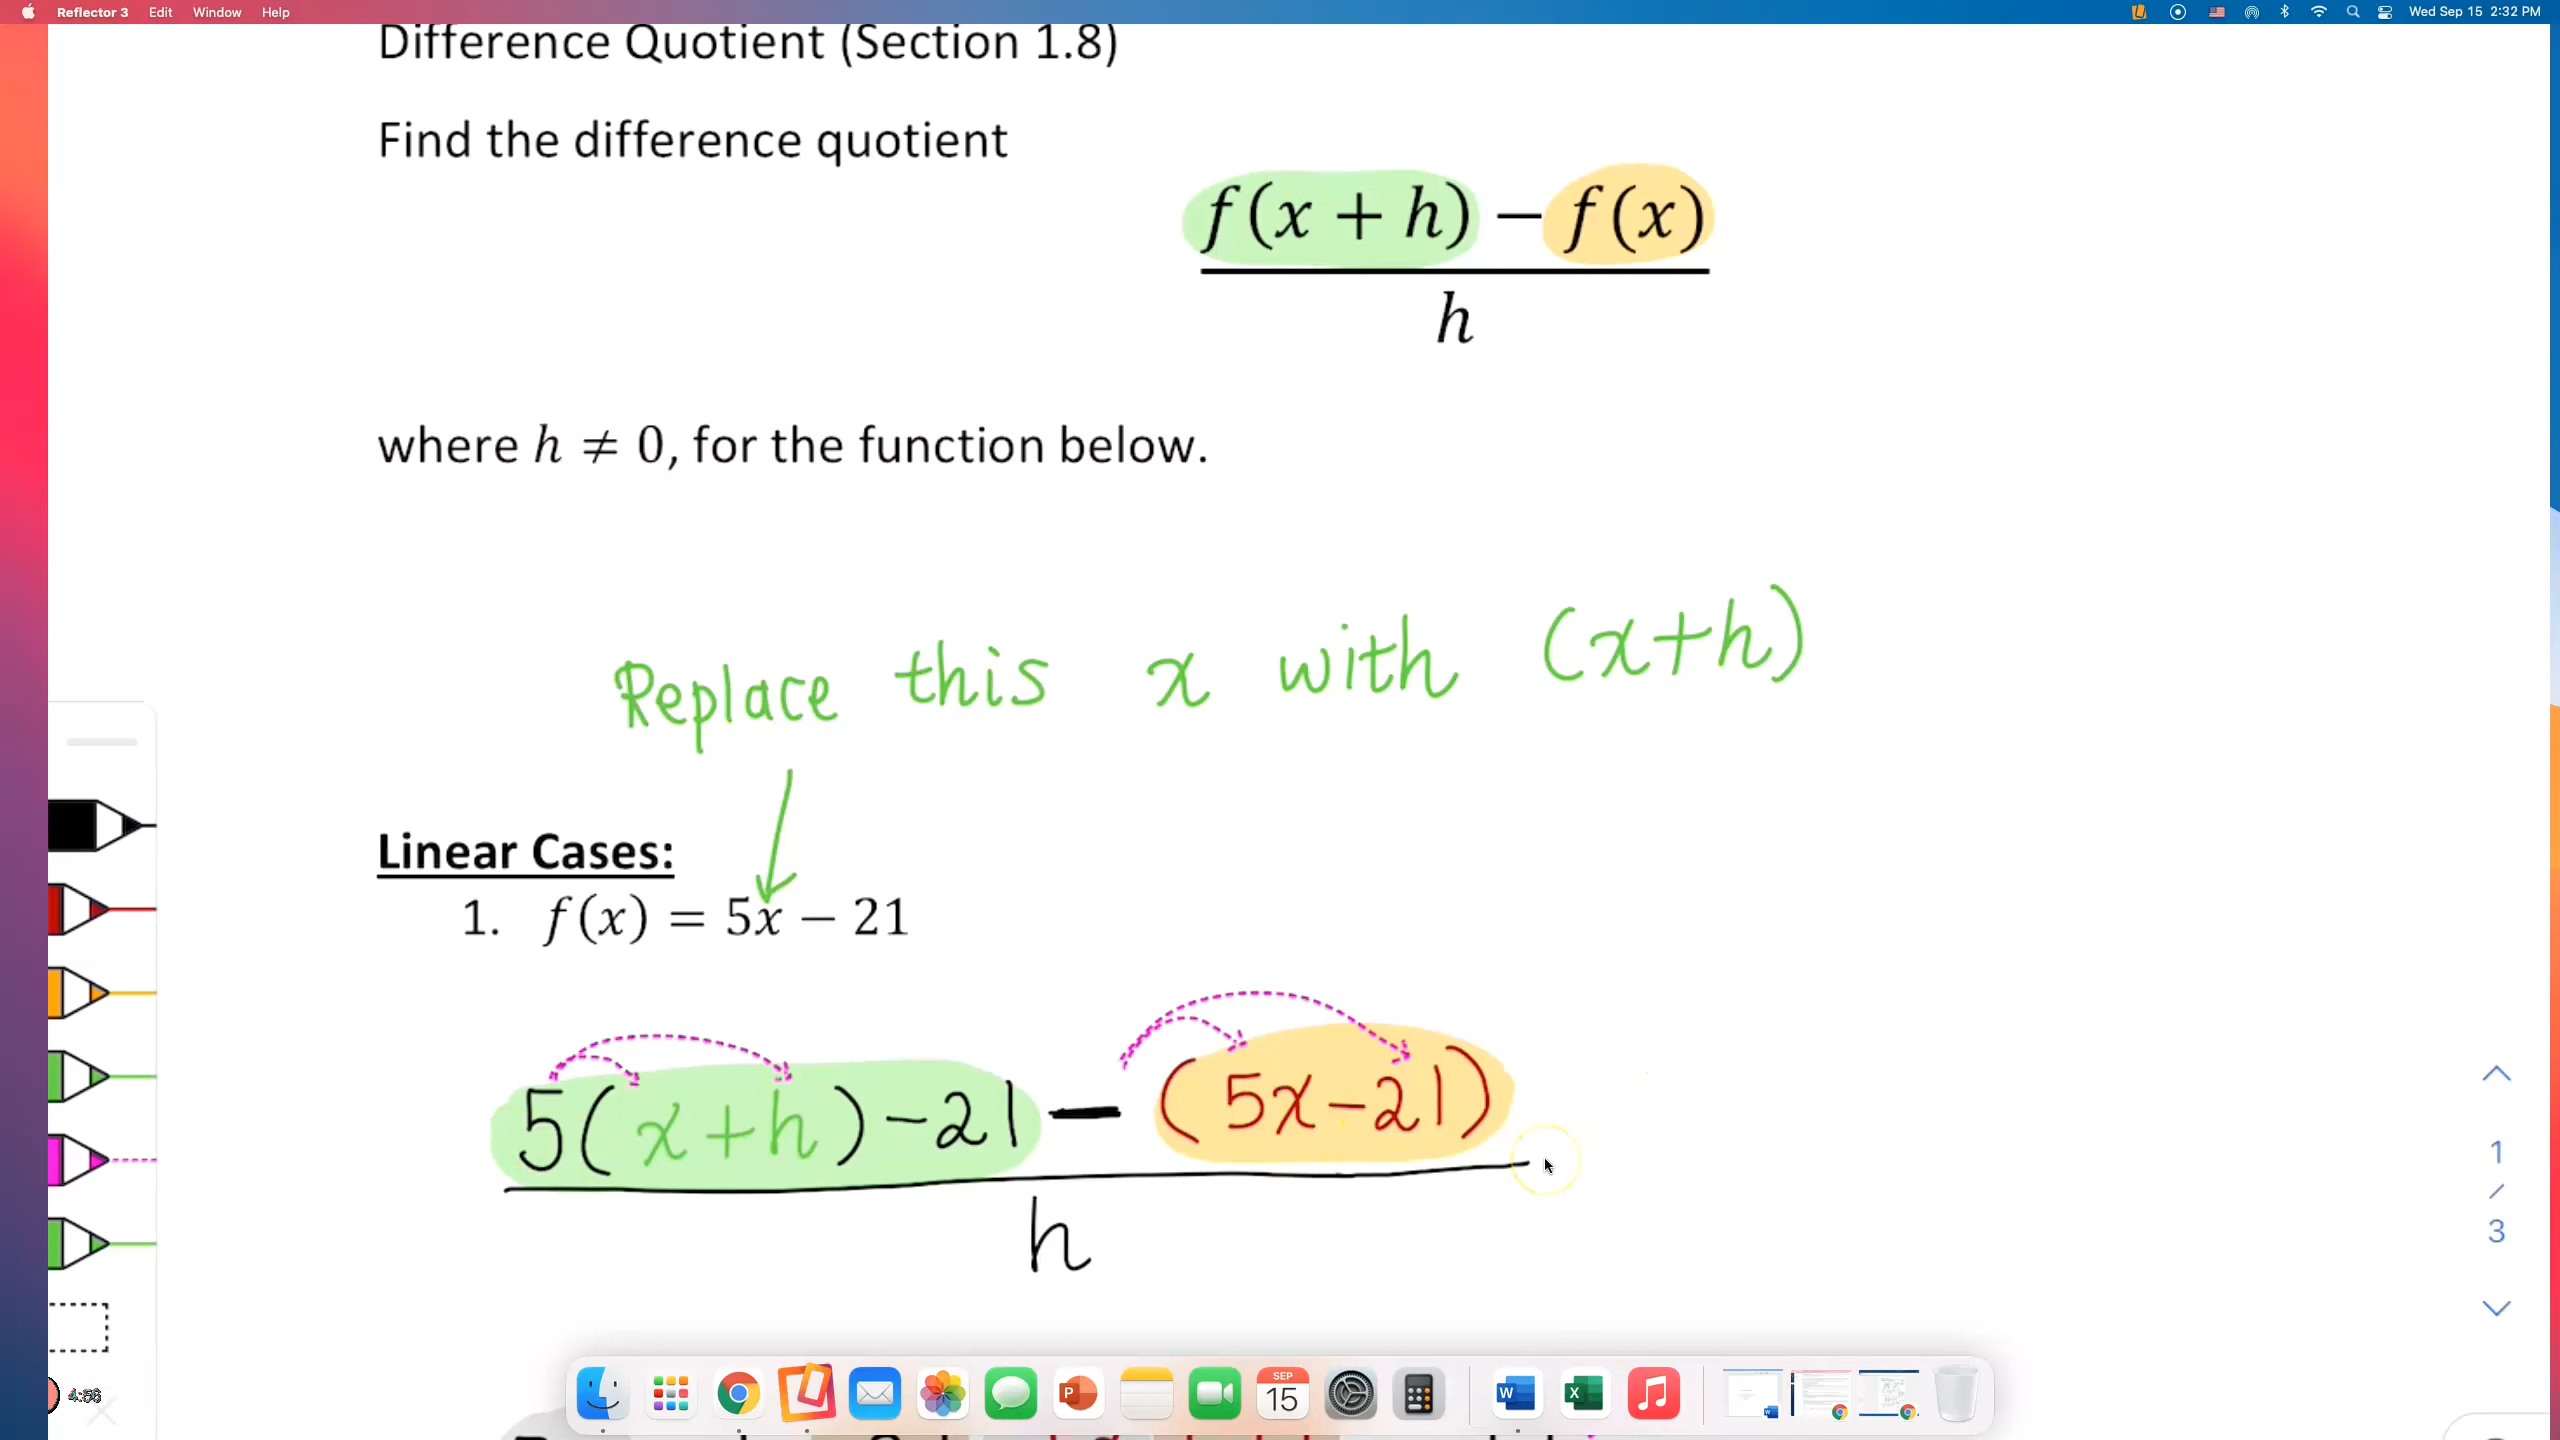 Reflector 3 Edit Window Help Wed Sep 15 2:32 PM
Difference Quotient (Section 1.8)
Find the difference quotient
f(x + h) − f(x)
h
where h ≠ 0, for the function below.
Replace this x with (x+h)
Linear Cases:
1. f(x) = 5x − 21
5(x+h)−21 − (5x−21)
h
1
/
3
4:56
SEP
15